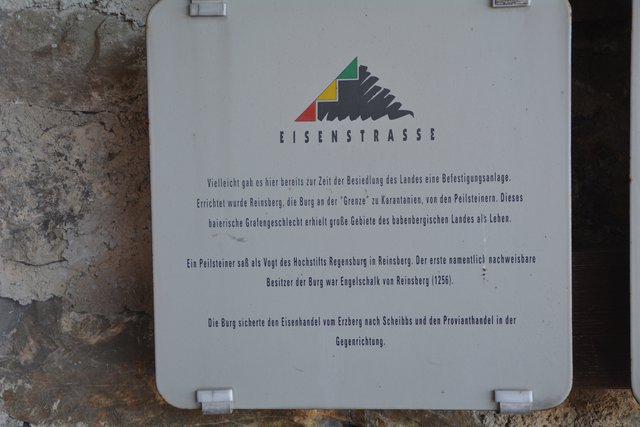 EISENSTRASSE
Vielleicht gab es hier bereits zur Zeit der Besiedlung des Landes eine Befestigungsanlage.
Errichtet wurde Reinsberg, die Burg an der "Grenze" zu Karantanien, von den Peilsteinern. Dieses
baierische Grafengeschlecht erhielt große Gebiete des babenbergischen Landes als Lehen.
Ein Peilsteiner saß als Vogt des Hochstifts Regensburg in Reinsberg. Der erste namentlich nachweisbare
Besitzer der Burg war Engelschalk von Reinsberg (1256).
Die Burg sicherte den Eisenhandel vom Erzberg nach Scheibbs und den Provianthandel in der
Gegenrichtung.